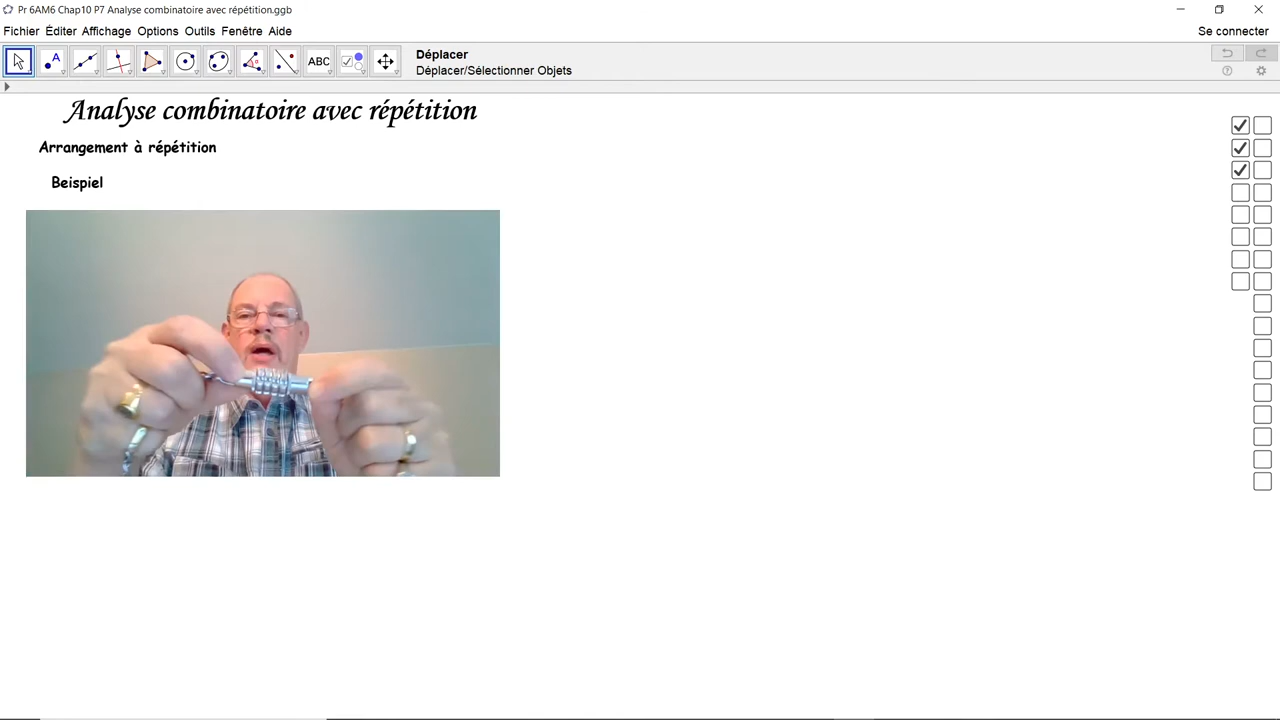 Pr 6AM6 Chap10 P7 Analyse combinatoire avec répétition.ggb
Fichier Éditer Affichage Options Outils Fenêtre Aide
Se connecter
A
ABC
Déplacer
Déplacer/Sélectionner Objets
Analyse combinatoire avec répétition
Arrangement à répétition
Beispiel